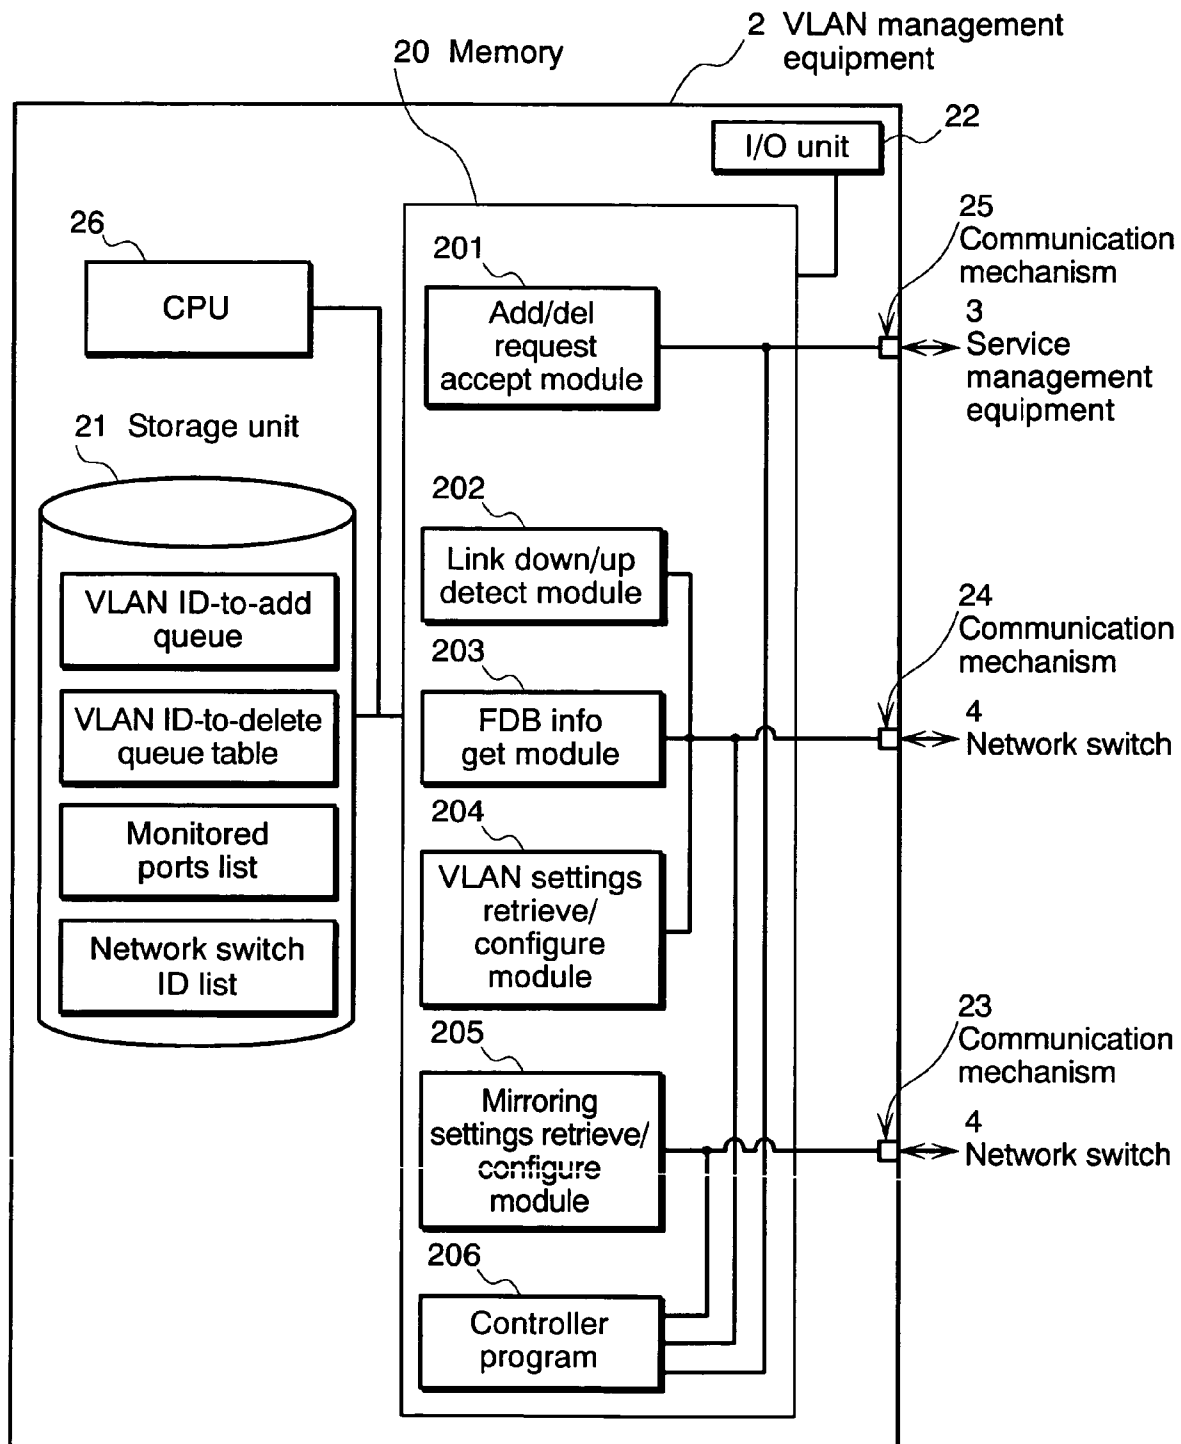 2 VLAN management
equipment
20 Memory
22
I/O unit
26
CPU
25
Communication
mechanism
3
Service
management
equipment
201
Add/del
request
accept module
21 Storage unit
VLAN ID-to-add
queue
VLAN ID-to-delete
queue table
Monitored
ports list
Network switch
ID list
202
Link down/up
detect module
203
FDB info
get module
24
Communication
mechanism
4
Network switch
204
VLAN settings
retrieve/
configure
module
205
Mirroring
settings retrieve/
configure
module
23
Communication
mechanism
4
Network switch
206
Controller
program